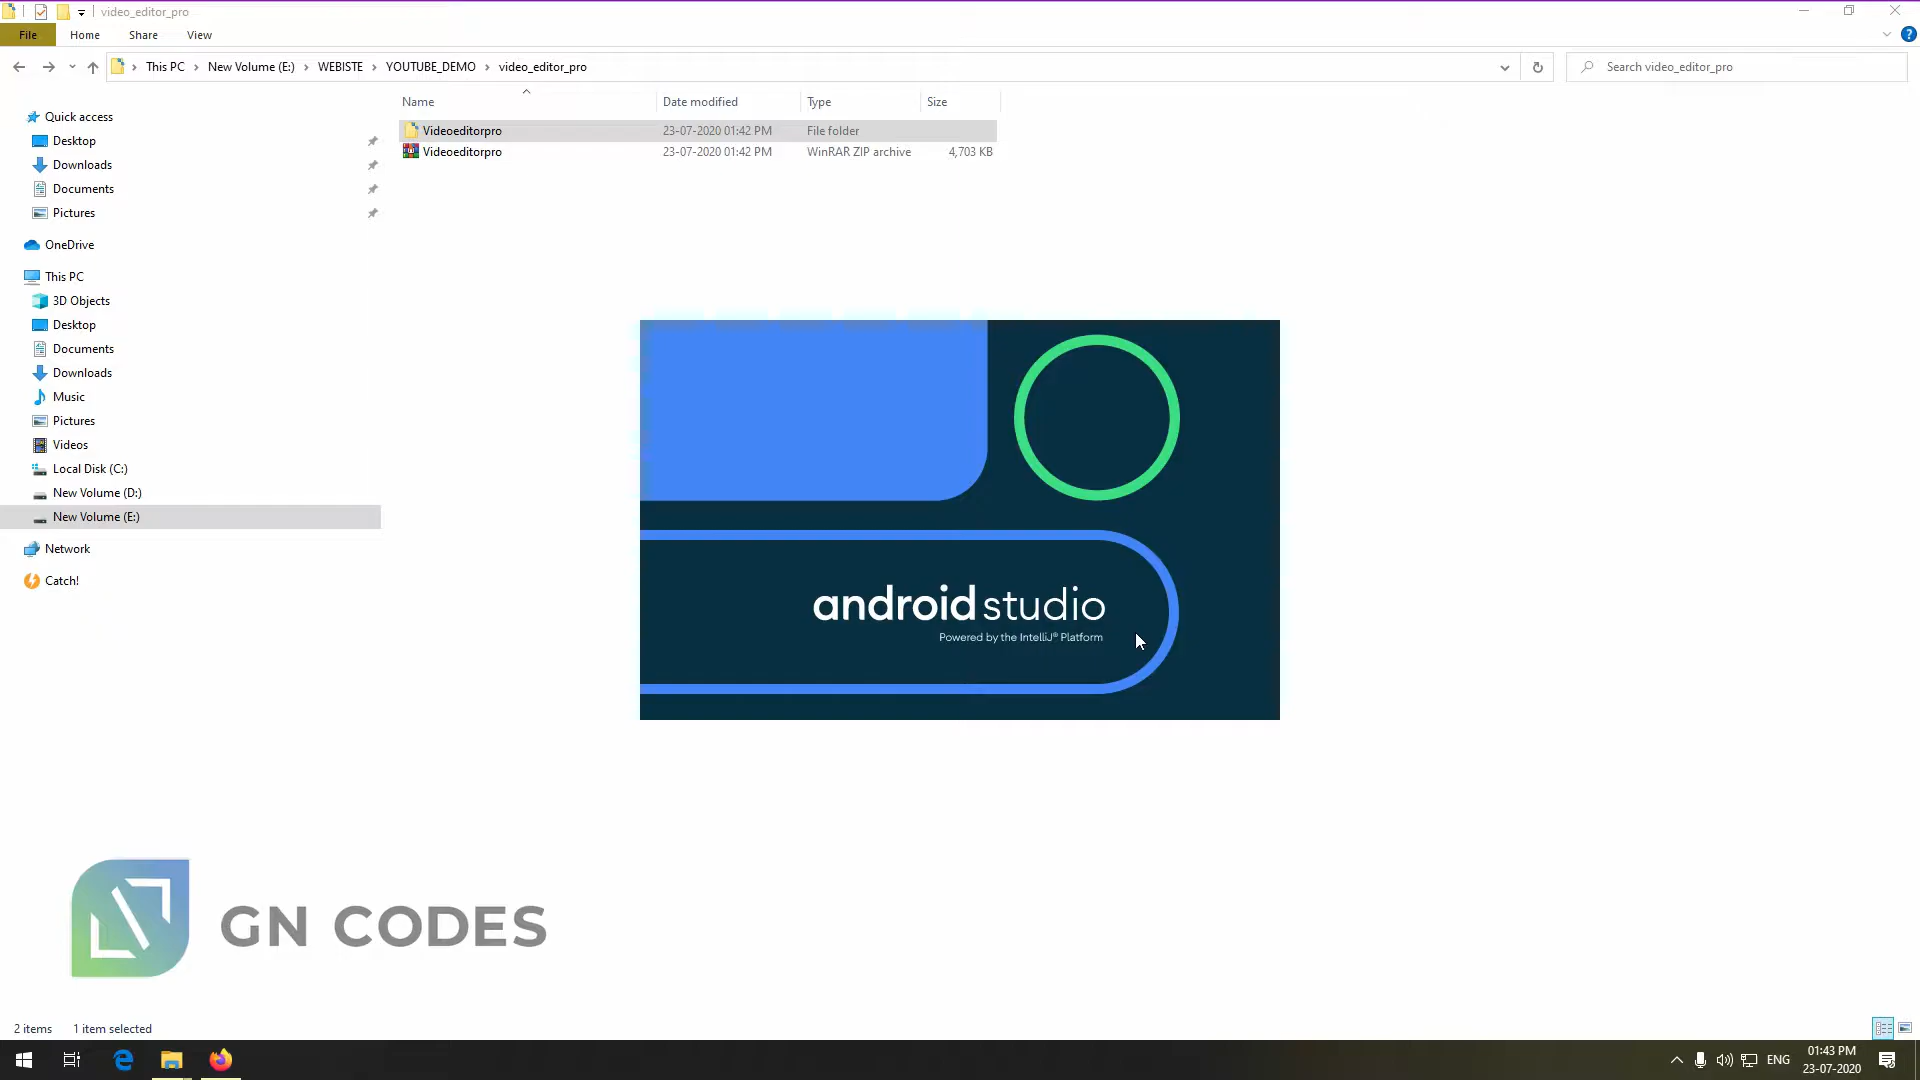 video_editor_pro
File Home Share View
This PC New Volume (E:) WEBISTE YOUTUBE_DEMO video_editor_pro Search video_editor_pro
Name Date modified Type Size
Videoeditorpro 23-07-2020 01:42 PM File folder
Videoeditorpro 23-07-2020 01:42 PM WinRAR ZIP archive 4,703 KB
Quick access
Desktop
Downloads
Documents
Pictures
OneDrive
This PC
3D Objects
Desktop
Documents
Downloads
Music
Pictures
Videos
Local Disk (C:)
New Volume (D:)
New Volume (E:)
Network
Catch!
android studio
Powered by the IntelliJ® Platform
GN CODES
2 items 1 item selected
ENG 01:43 PM
23-07-2020